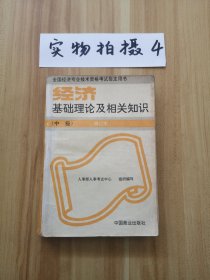 实物拍摄4
全国经济专业技术资格考试指定用书
经济
基础理论及相关知识
(中级)
人事部人事考试中心 组织编写
中国商业出版社